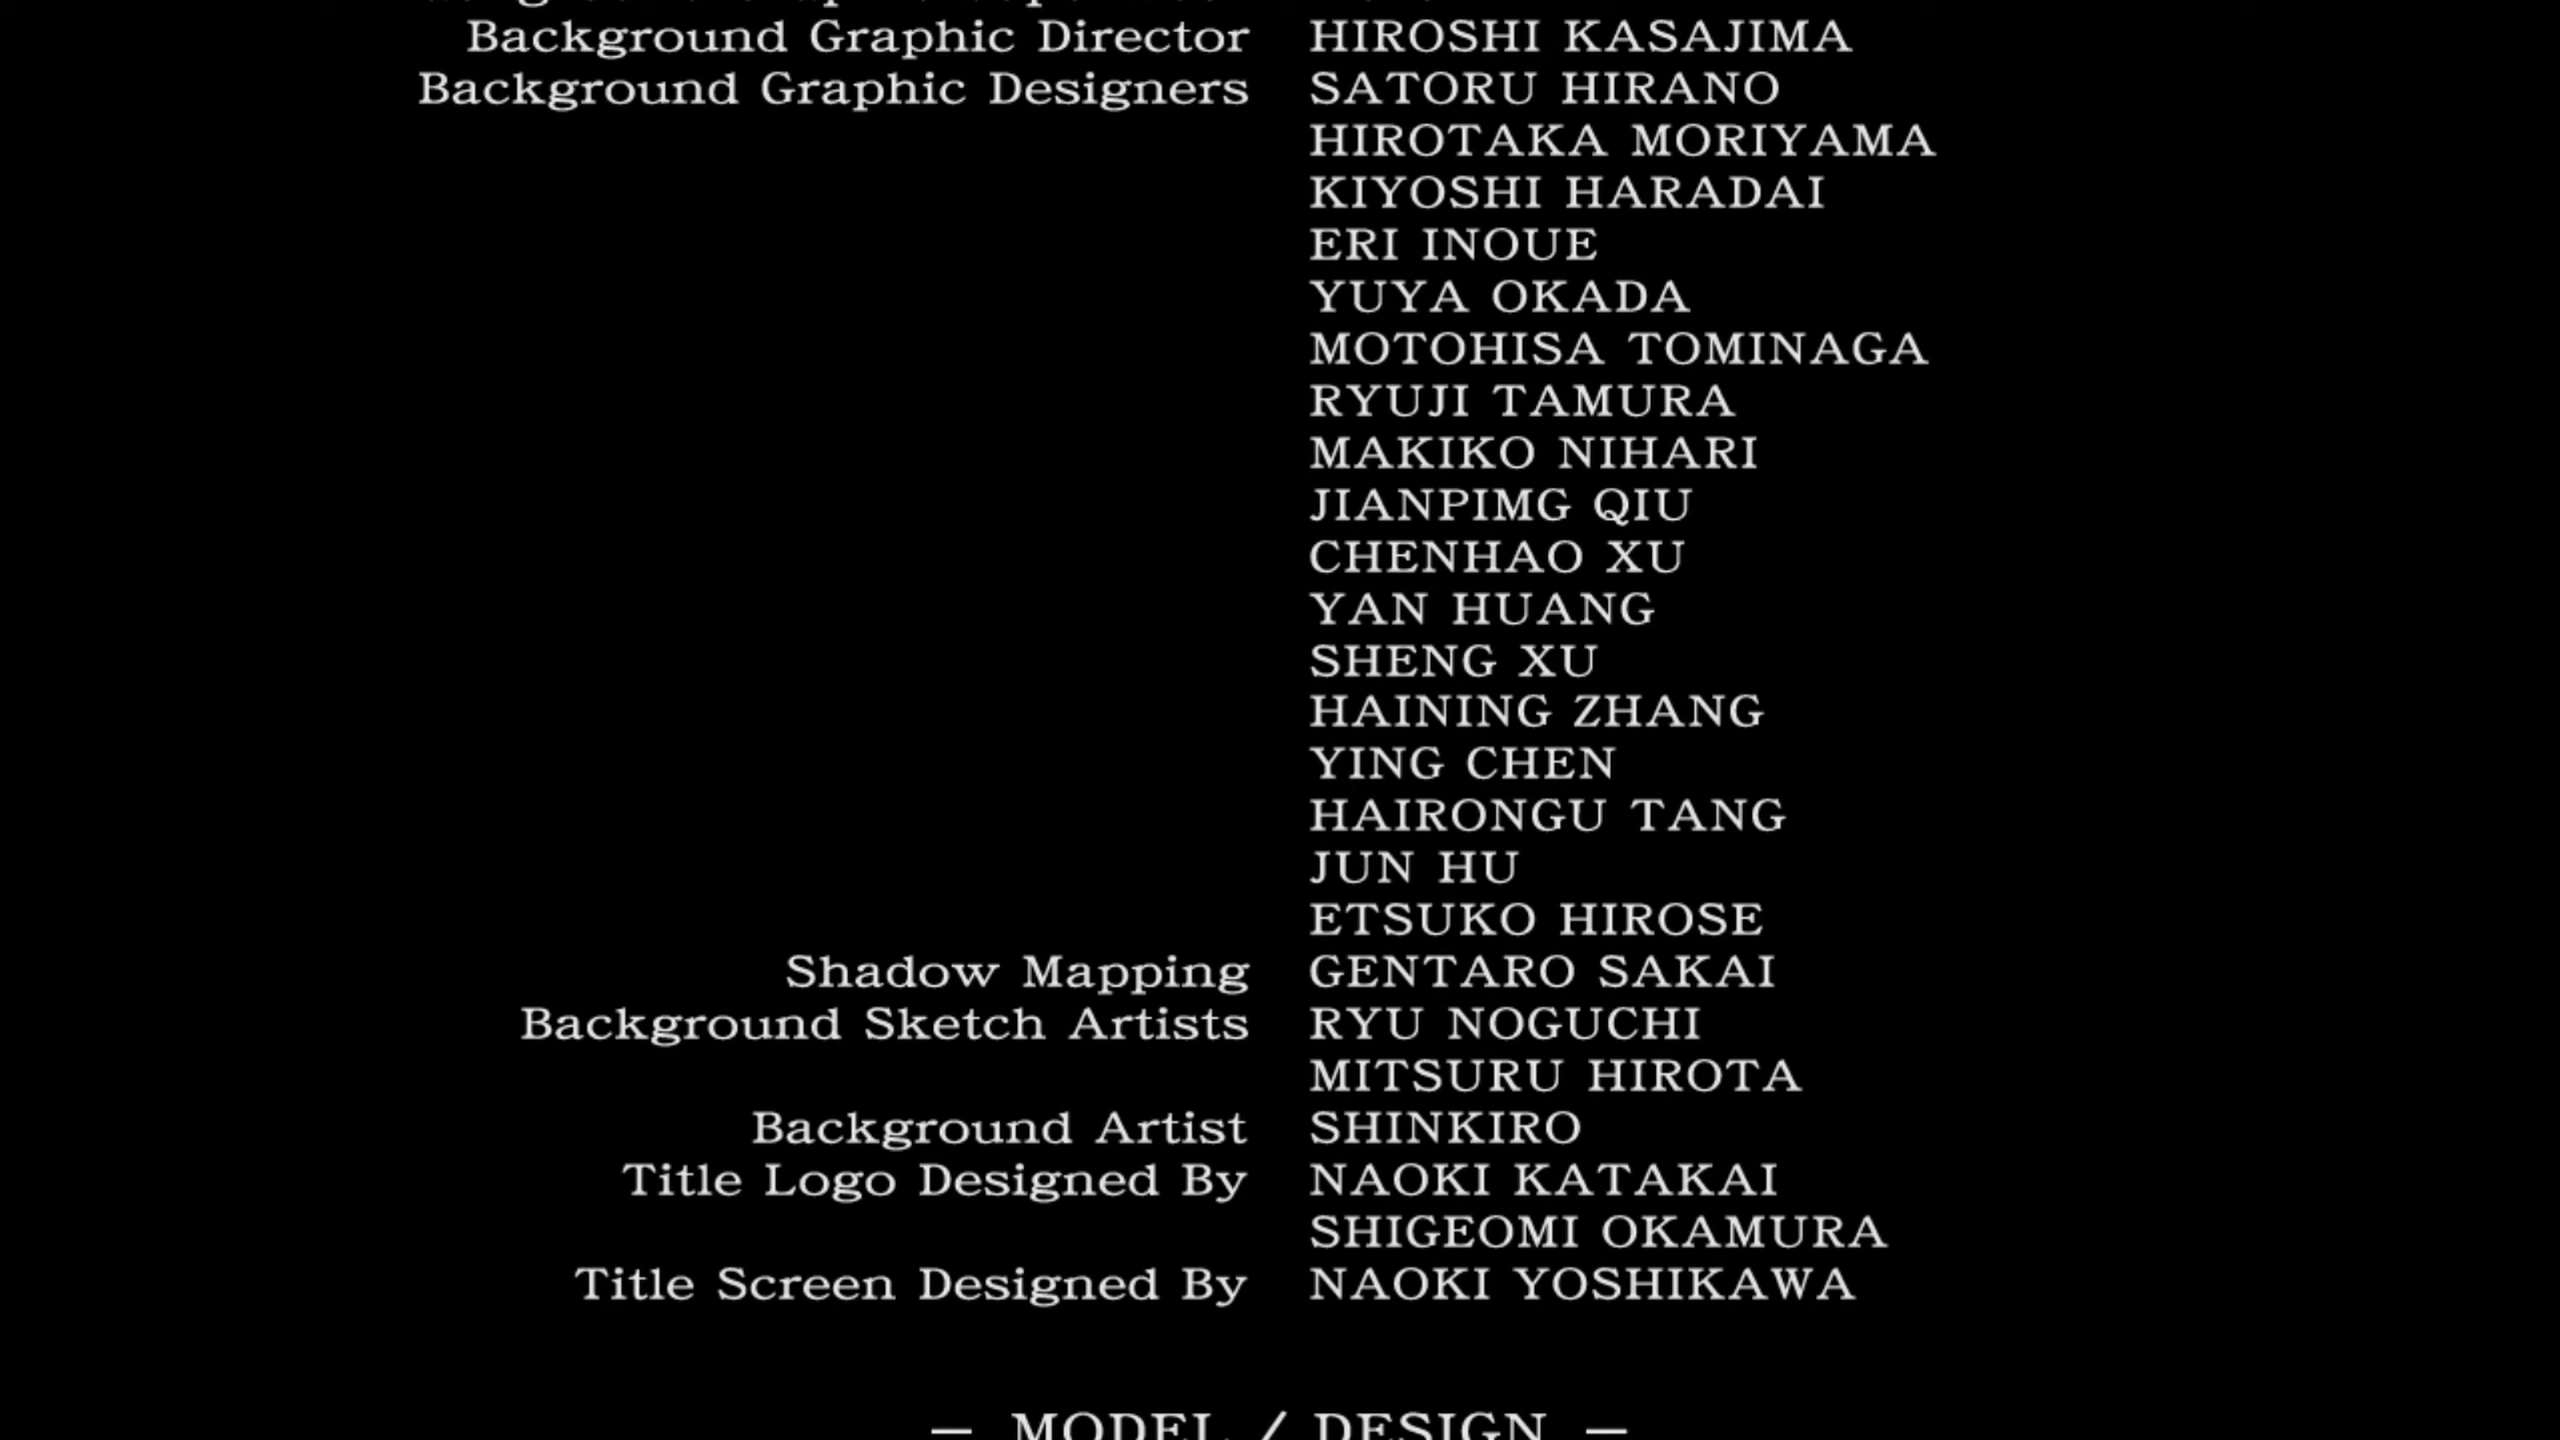 Background Graphic Director HIROSHI KASAJIMA
Background Graphic Designers SATORU HIRANO
HIROTAKA MORIYAMA
KIYOSHI HARADAI
ERI INOUE
YUYA OKADA
MOTOHISA TOMINAGA
RYUJI TAMURA
MAKIKO NIHARI
JIANPIMG QIU
CHENHAO XU
YAN HUANG
SHENG XU
HAINING ZHANG
YING CHEN
HAIRONGU TANG
JUN HU
ETSUKO HIROSE
Shadow Mapping GENTARO SAKAI
Background Sketch Artists RYU NOGUCHI
MITSURU HIROTA
Background Artist SHINKIRO
Title Logo Designed By NAOKI KATAKAI
SHIGEOMI OKAMURA
Title Screen Designed By NAOKI YOSHIKAWA
— MODEL / DESIGN —